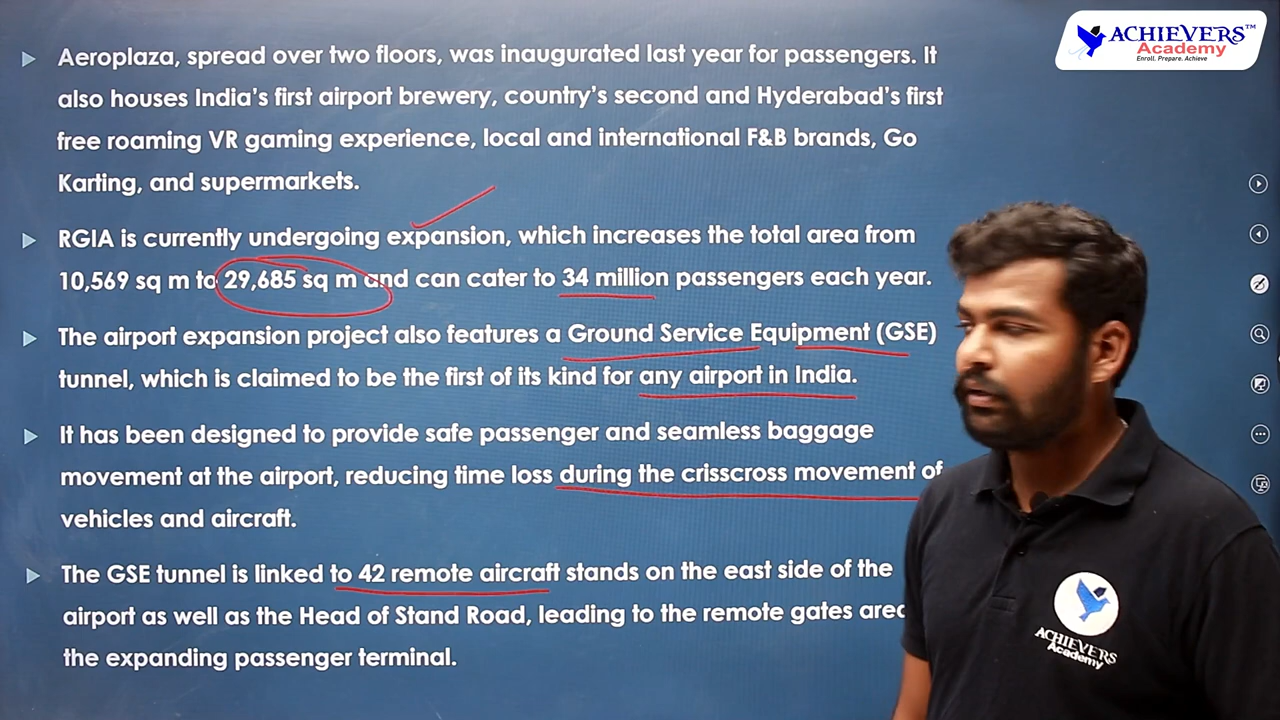 ACHIEVERS™
Academy
Enroll. Prepare. Achieve
Aeroplaza, spread over two floors, was inaugurated last year for passengers. It
also houses India's first airport brewery, country's second and Hyderabad's first
free roaming VR gaming experience, local and international F&B brands, Go
Karting, and supermarkets.
RGIA is currently undergoing expansion, which increases the total area from
10,569 sq m to 29,685 sq m and can cater to 34 million passengers each year.
The airport expansion project also features a Ground Service Equipment (GSE)
tunnel, which is claimed to be the first of its kind for any airport in India.
It has been designed to provide safe passenger and seamless baggage
movement at the airport, reducing time loss during the crisscross movement of
vehicles and aircraft.
The GSE tunnel is linked to 42 remote aircraft stands on the east side of the
airport as well as the Head of Stand Road, leading to the remote gates area
the expanding passenger terminal.
ACHIEVERS
Academy